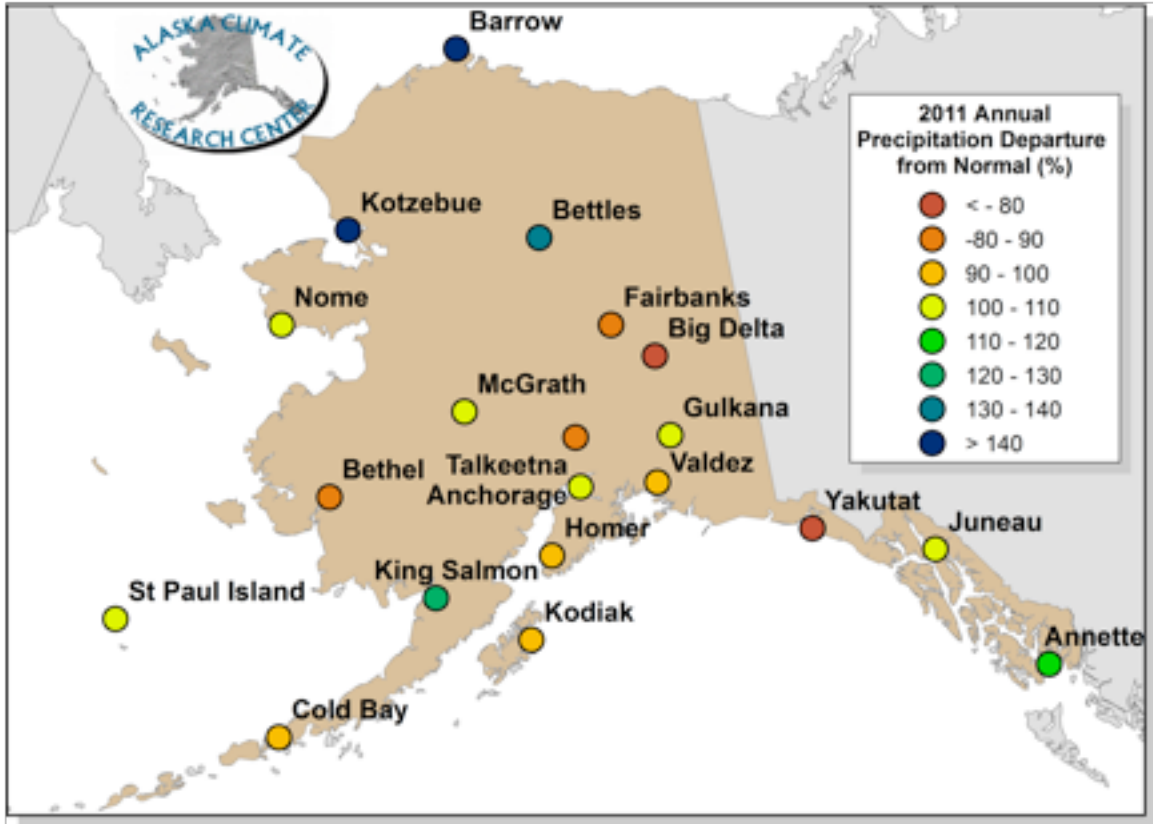 ALASKA CLIMATE
RESEARCH CENTER
Barrow
2011 Annual
Precipitation Departure
from Normal (%)
< - 80
-80 - 90
90 - 100
100 - 110
110 - 120
120 - 130
130 - 140
> 140
Kotzebue
Bettles
Nome
Fairbanks
Big Delta
McGrath
Gulkana
Bethel
Talkeetna
Valdez
Anchorage
Yakutat
Homer
Juneau
King Salmon
St Paul Island
Kodiak
Annette
Cold Bay